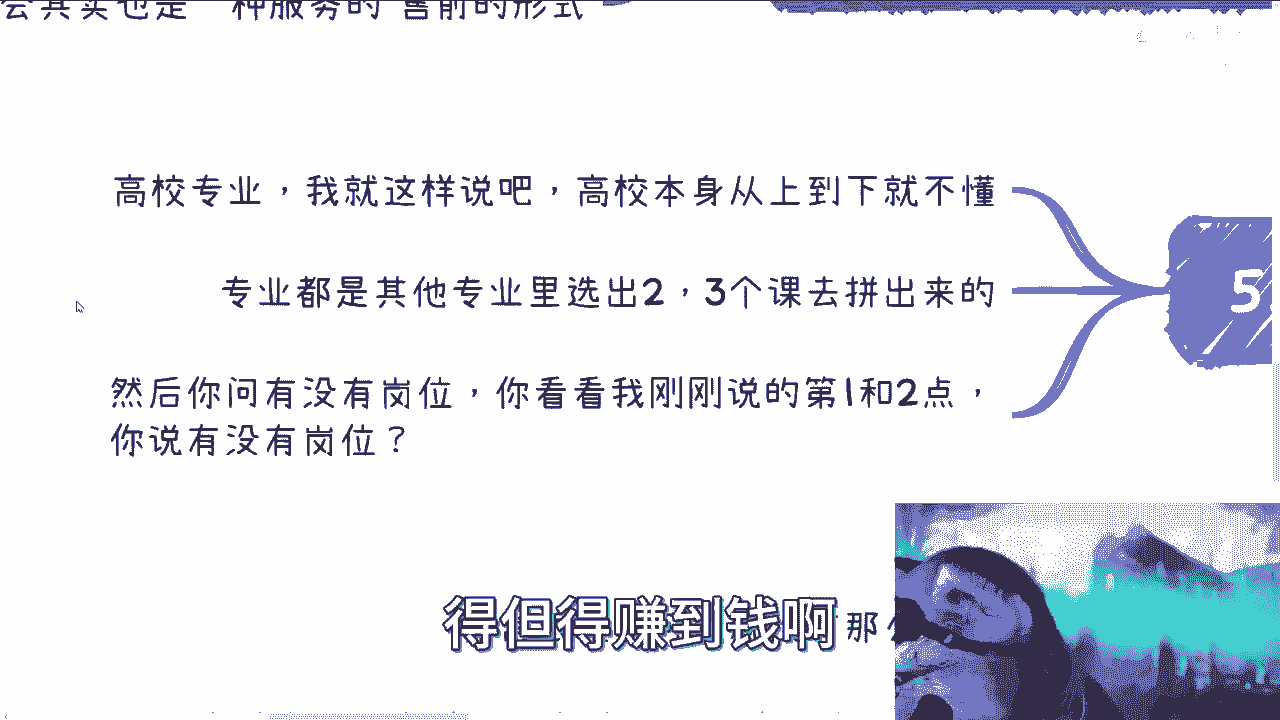 会其实也是一种服务的 售前的形式
高校专业，我就这样说吧，高校本身从上到下就不懂
专业都是其他专业里选出2，3个课去拼出来的
5
然后你问有没有岗位，你看看我刚刚说的第1和2点，
你说有没有岗位？
得但得赚到钱啊
那